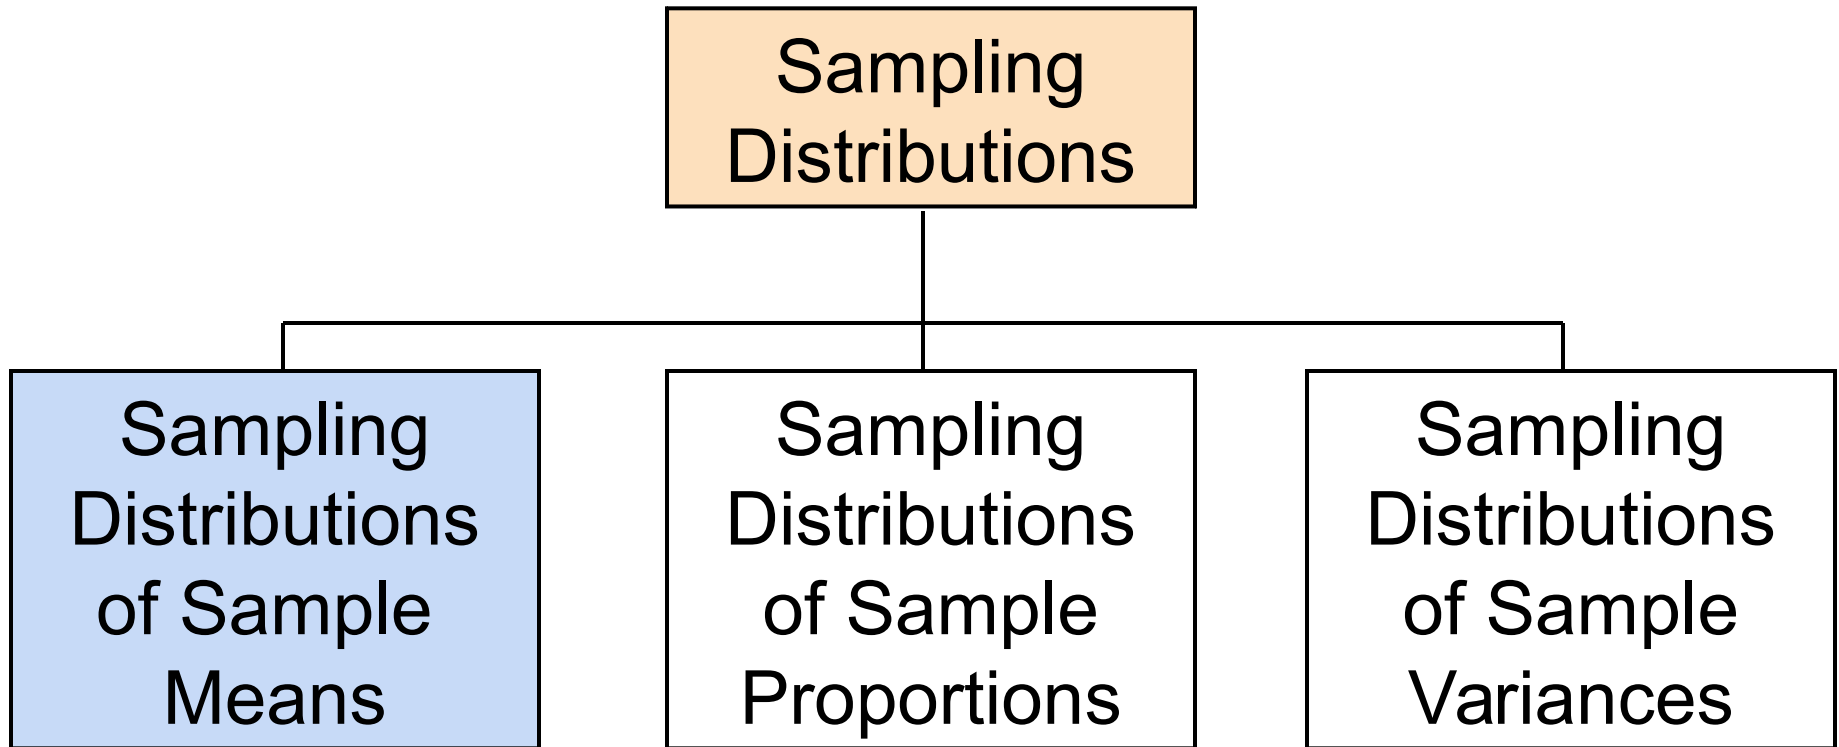 Sampling
Distributions
Sampling
Distributions
of Sample
Means
Sampling
Distributions
of Sample
Proportions
Sampling
Distributions
of Sample
Variances